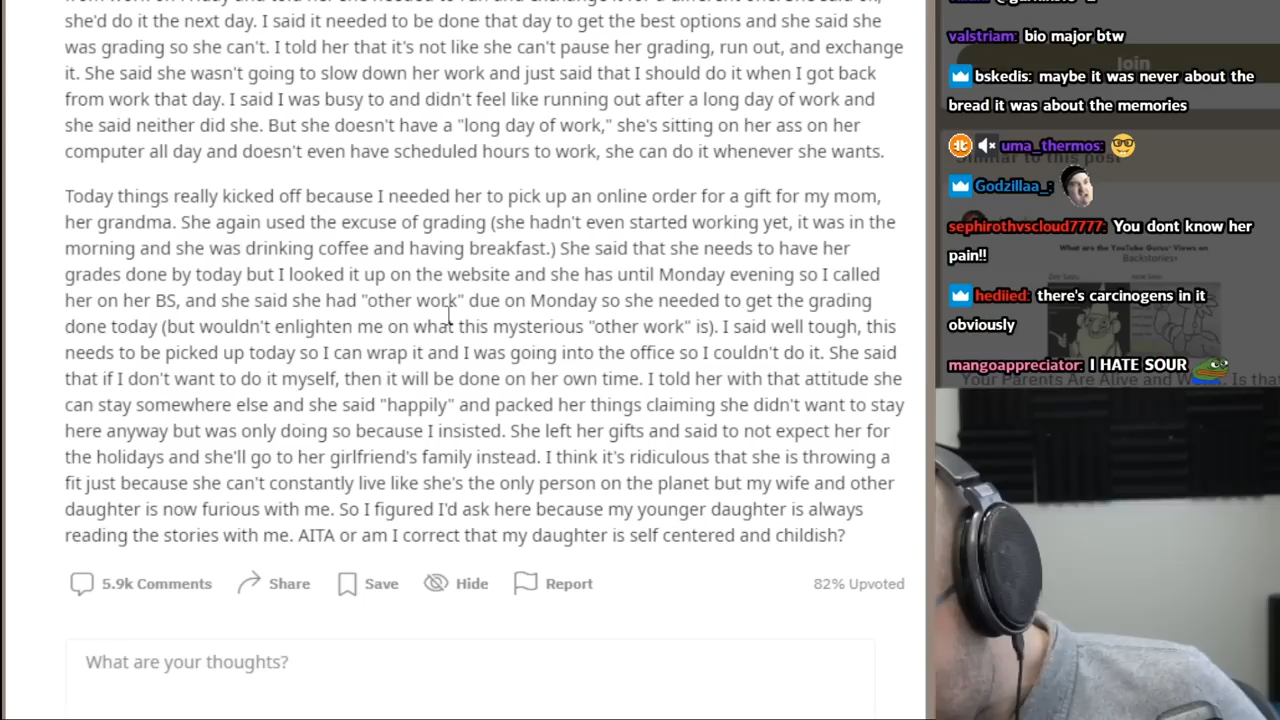 she'd do it the next day. I said it needed to be done that day to get the best options and she said she
was grading so she can't. I told her that it's not like she can't pause her grading, run out, and exchange
it. She said she wasn't going to slow down her work and just said that I should do it when I got back
from work that day. I said I was busy to and didn't feel like running out after a long day of work and
she said neither did she. But she doesn't have a "long day of work," she's sitting on her ass on her
computer all day and doesn't even have scheduled hours to work, she can do it whenever she wants.
Today things really kicked off because I needed her to pick up an online order for a gift for my mom,
her grandma. She again used the excuse of grading (she hadn't even started working yet, it was in the
morning and she was drinking coffee and having breakfast.) She said that she needs to have her
grades done by today but I looked it up on the website and she has until Monday evening so I called
her on her BS, and she said she had "other work" due on Monday so she needed to get the grading
done today (but wouldn't enlighten me on what this mysterious "other work" is). I said well tough, this
needs to be picked up today so I can wrap it and I was going into the office so I couldn't do it. She said
that if I don't want to do it myself, then it will be done on her own time. I told her with that attitude she
can stay somewhere else and she said "happily" and packed her things claiming she didn't want to stay
here anyway but was only doing so because I insisted. She left her gifts and said to not expect her for
the holidays and she'll go to her girlfriend's family instead. I think it's ridiculous that she is throwing a
fit just because she can't constantly live like she's the only person on the planet but my wife and other
daughter is now furious with me. So I figured I'd ask here because my younger daughter is always
reading the stories with me. AITA or am I correct that my daughter is self centered and childish?
5.9k Comments Share Save Hide Report 82% Upvoted
What are your thoughts?
valstriam: bio major btw
Join
bskedis: maybe it was never about the
bread it was about the memories
uma_thermos:
Similar to this post
Godzillaa_:
sephirothvscloud7777: You dont know her
pain!!
What are the YouTube Gurus' Views on
Backstories+
hediied: there's carcinogens in it
obviously
mangoappreciator: I HATE SOUR
Your Parents Are Alive and